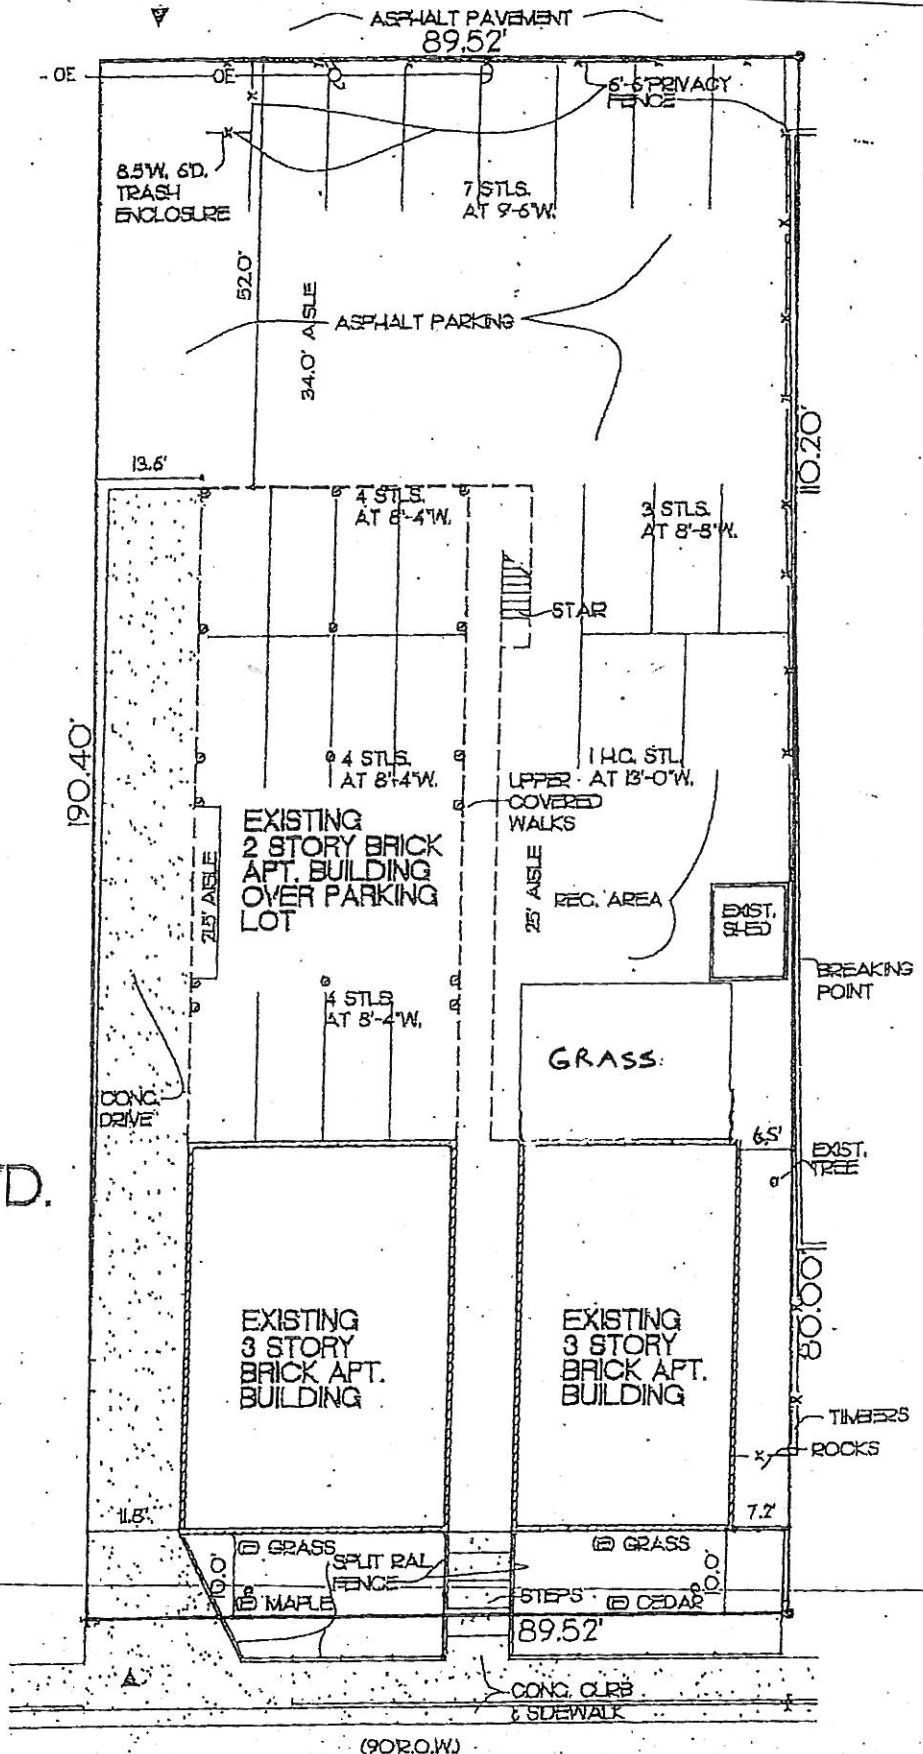 ASPHALT PAVEMENT
89.52'
OE
OE
6'-6" PRIVACY
FENCE
8.5'W. 6'D.
TRASH
ENCLOSURE
7 STLS.
AT 9'-6"W.
52.0'
34.0' AISLE
ASPHALT PARKING
110.20'
13.6'
4 STLS.
AT 8'-4"W.
3 STLS.
AT 8'-8"W.
STAIR
190.40'
4 STLS.
AT 8'-4"W.
1 H.C. STL.
AT 13'-0"W.
UPPER
COVERED
WALKS
EXISTING
2 STORY BRICK
APT. BUILDING
OVER PARKING
LOT
21.5' AISLE
25' AISLE
REC. AREA
EXIST.
SHED
BREAKING
POINT
4 STLS
AT 8'-4"W.
GRASS
CONC.
DRIVE
6.5'
EXIST.
TREE
D.
80.00'
EXISTING
3 STORY
BRICK APT.
BUILDING
EXISTING
3 STORY
BRICK APT.
BUILDING
TIMBERS
ROCKS
11.8'
7.2'
(E) GRASS
SPLIT RAIL
FENCE
(E) GRASS
(E) MAPLE
STEPS
(E) CEDAR
89.52'
CONC. CURB
& SIDEWALK
(90' R.O.W.)